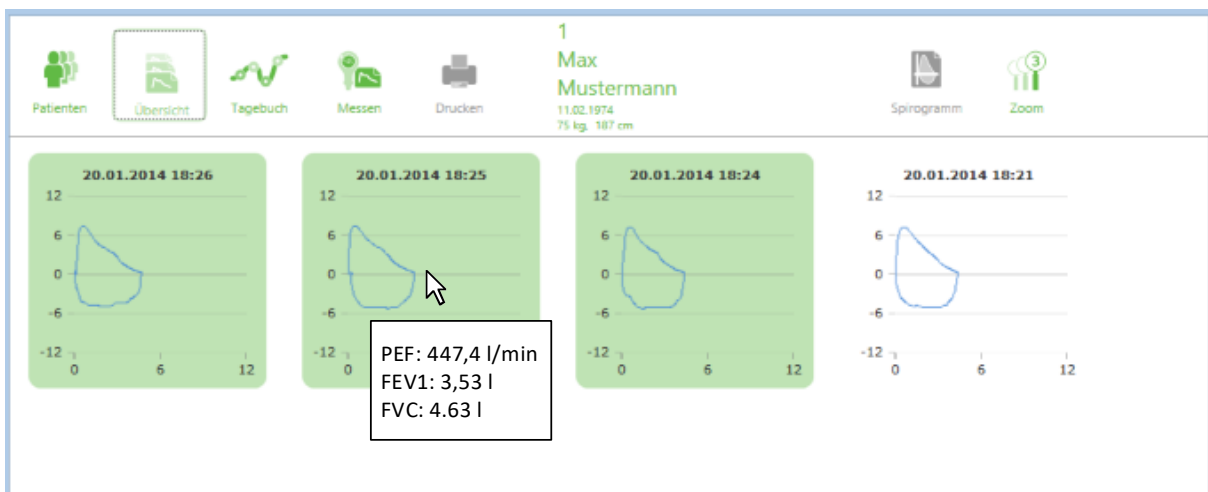 Patienten
Übersicht
Tagebuch
Messen
Drucken
1
Max
Mustermann
11.02.1974
75 kg, 187 cm
Spirogramm
3
Zoom
20.01.2014 18:26
12
6
0
-6
-12
0 6 12
20.01.2014 18:25
12
6
0
-6
-12
0
PEF: 447,4 l/min
FEV1: 3,53 l
FVC: 4.63 l
20.01.2014 18:24
12
6
0
-6
-12
0 6 12
20.01.2014 18:21
12
6
0
-6
-12
0 6 12